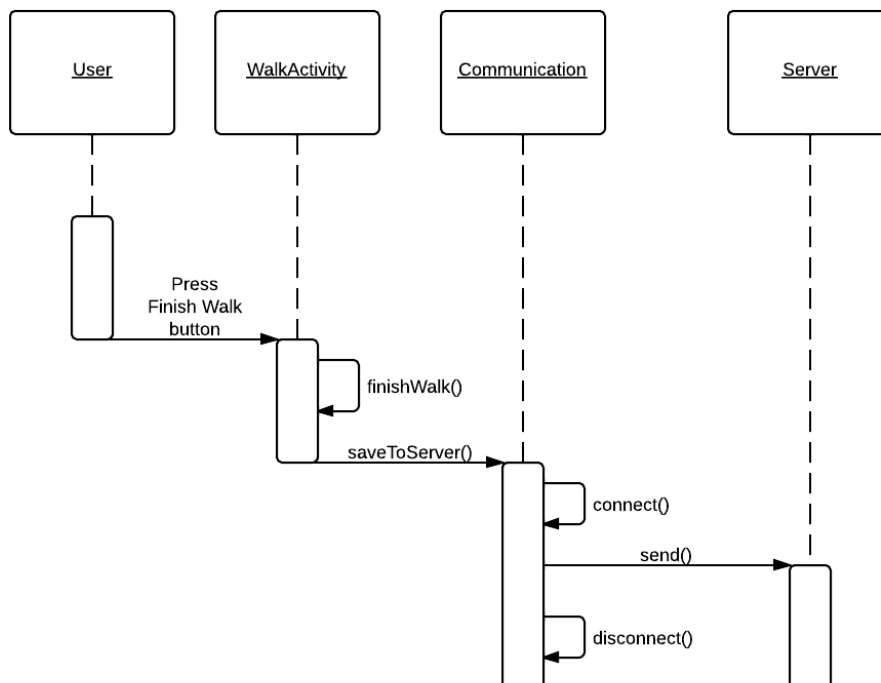 User
WalkActivity
Communication
Server
Press
Finish Walk
button
finishWalk()
saveToServer()
connect()
send()
disconnect()